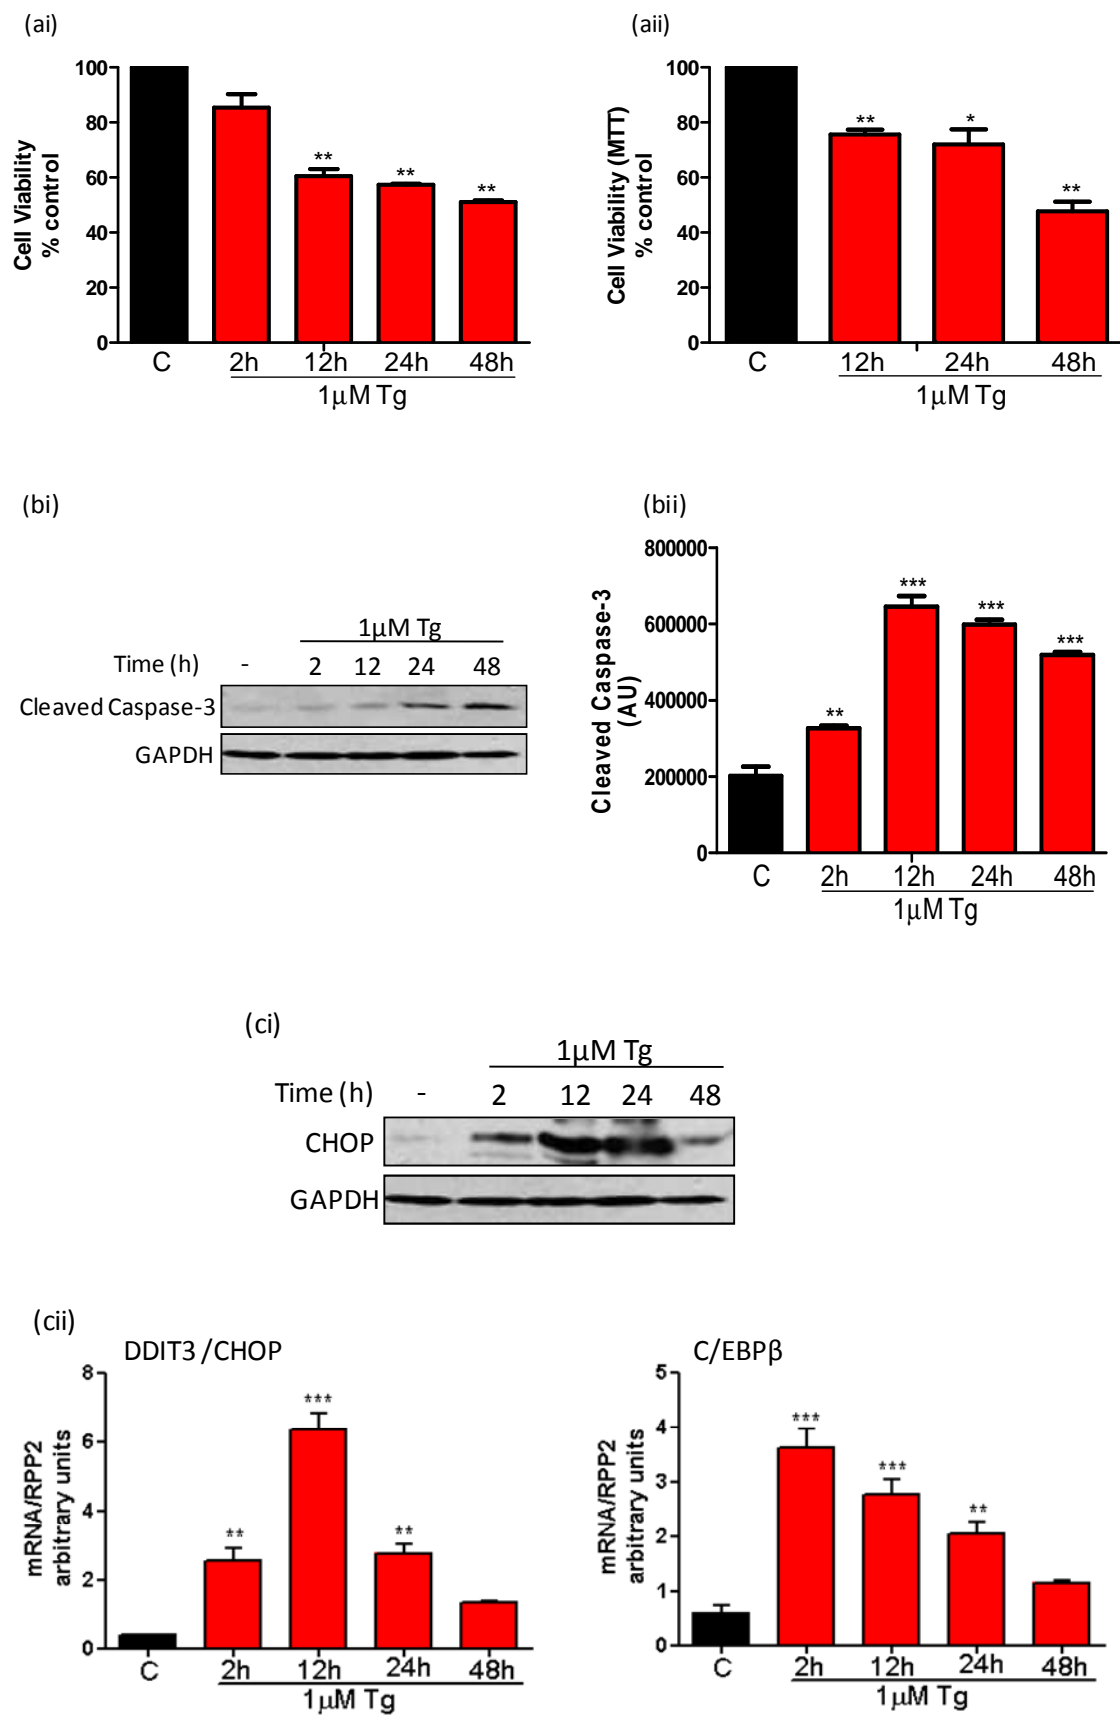 (ai)
100
80
60
40
20
0
Cell Viability
% control
** ** **
C 2h 12h 24h 48h
1μM Tg
(aii)
100
80
60
40
20
0
Cell Viability (MTT)
% control
** * **
C 12h 24h 48h
1μM Tg
(bi)
1μM Tg
Time (h) - 2 12 24 48
Cleaved Caspase-3
GAPDH
(bii)
800000
600000
400000
200000
0
Cleaved Caspase-3
(AU)
** *** *** ***
C 2h 12h 24h 48h
1μM Tg
(ci)
1μM Tg
Time (h) - 2 12 24 48
CHOP
GAPDH
(cii)
DDIT3 /CHOP
8
6
4
2
0
mRNA/RPP2
arbitrary units
** *** **
C 2h 12h 24h 48h
1μM Tg
C/EBPβ
5
4
3
2
1
0
mRNA/RPP2
arbitrary units
*** *** **
C 2h 12h 24h 48h
1μM Tg